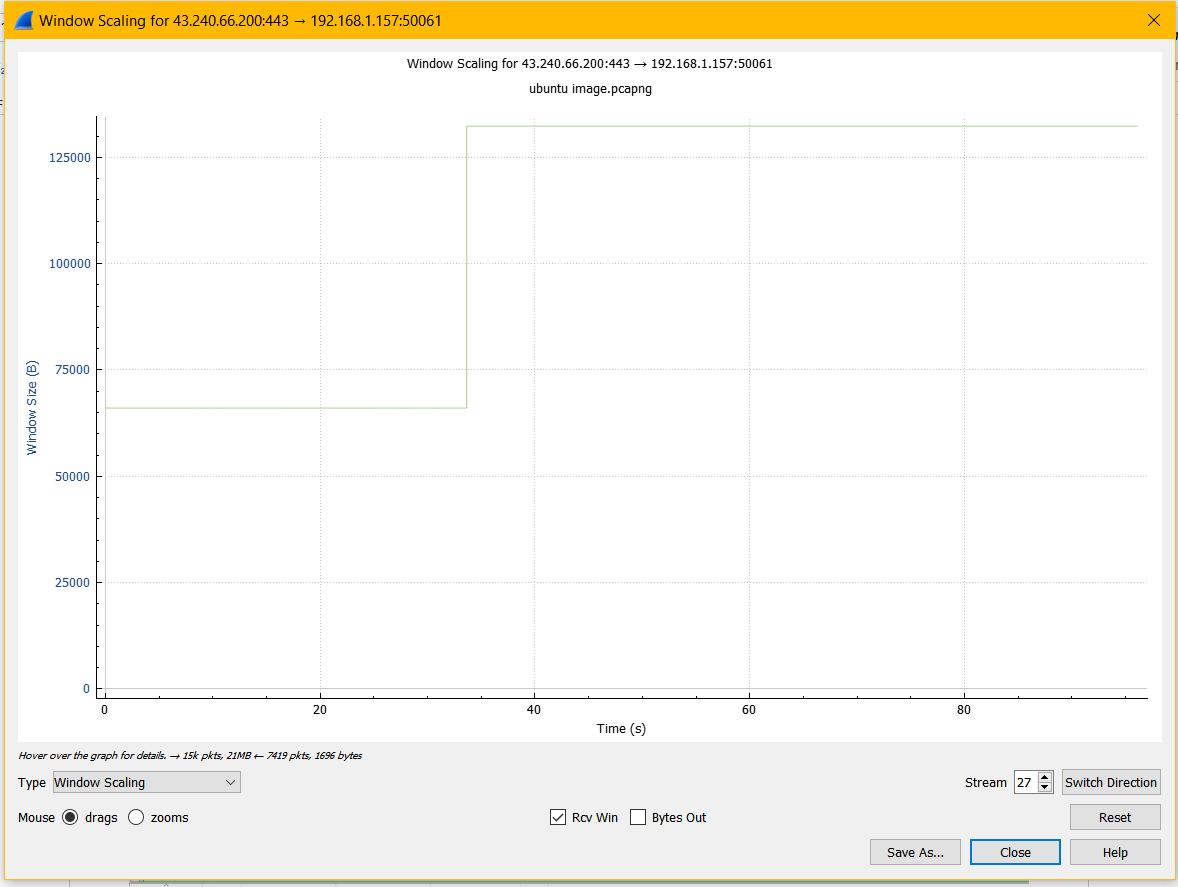 Window Scaling for 43.240.66.200:443 → 192.168.1.157:50061
Window Scaling for 43.240.66.200:443 → 192.168.1.157:50061
ubuntu image.pcapng
125000
100000
75000
50000
25000
0
Window Size (B)
0 20 40 60 80
Time (s)
Hover over the graph for details. → 15k pkts, 21MB ← 7419 pkts, 1696 bytes
Type Window Scaling Stream 27 Switch Direction
Mouse drags zooms Rcv Win Bytes Out Reset
Save As... Close Help